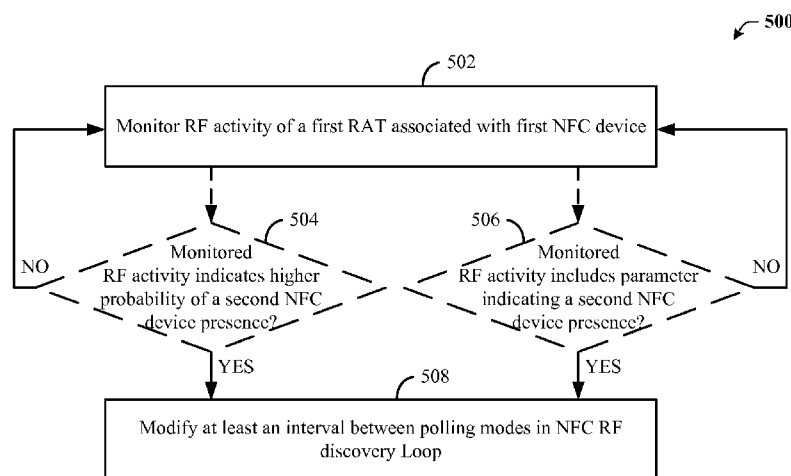 500
502
Monitor RF activity of a first RAT associated with first NFC device
504
506
Monitored
RF activity indicates higher
probability of a second NFC
device presence?
Monitored
RF activity includes parameter
indicating a second NFC
device presence?
NO
NO
YES
YES
508
Modify at least an interval between polling modes in NFC RF
discovery Loop